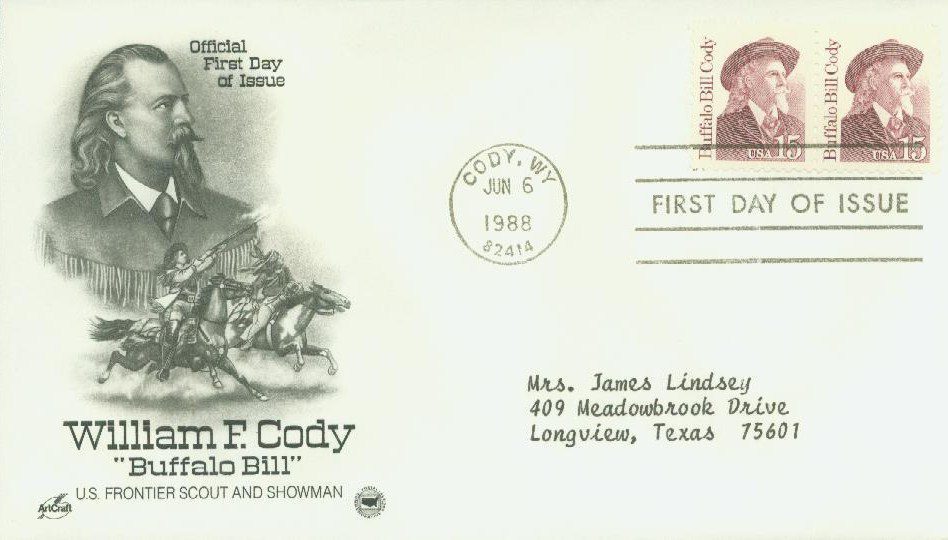 Official
First Day
of Issue
Buffalo Bill Cody
USA 15
Buffalo Bill Cody
USA 15
CODY, WY
JUN 6
1988
82414
FIRST DAY OF ISSUE
Mrs. James Lindsey
409 Meadowbrook Drive
Longview, Texas 75601
William F. Cody
"Buffalo Bill"
U.S. FRONTIER SCOUT AND SHOWMAN
ArtCraft